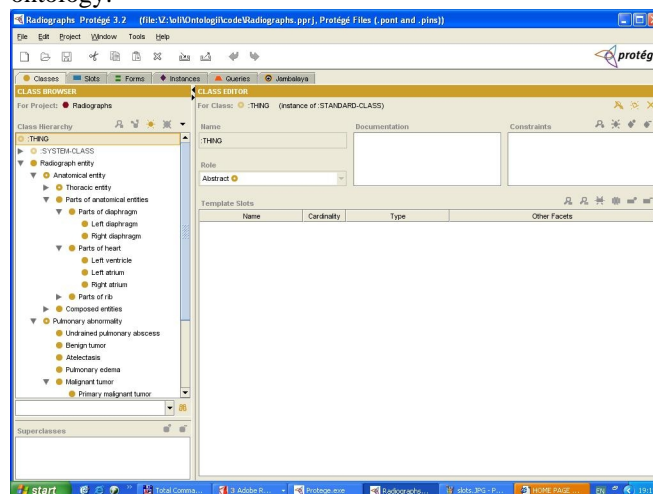 ontology.
Radiographs Protégé 3.2 (file:\Z:\oli\Ontologii\code\Radiographs.pprj, Protégé Files (.pont and .pins))
File Edit Project Window Tools Help
protég
Classes Slots Forms Instances Queries Jambalaya
CLASS BROWSER CLASS EDITOR
For Project: Radiographs For Class: :THING (instance of :STANDARD-CLASS)
Class Hierarchy Name Documentation Constraints
:THING :THING
:SYSTEM-CLASS
Radiograph entity Role
Anatomical entity Abstract
Thoracic entity
Parts of anatomical entities Template Slots
Parts of diaphragm Name Cardinality Type Other Facets
Left diaphragm
Right diaphragm
Parts of heart
Left ventricle
Left atrium
Right atrium
Parts of rib
Composed entities
Pulmonary abnormality
Undrained pulmonary abscess
Benign tumor
Atelectasis
Pulmonary edema
Malignant tumor
Primary malignant tumor
Superclasses
start Total Comma... 3 Adobe R... Protege.exe Radiographs... slots.JPG - P... HOME PAGE ... EN